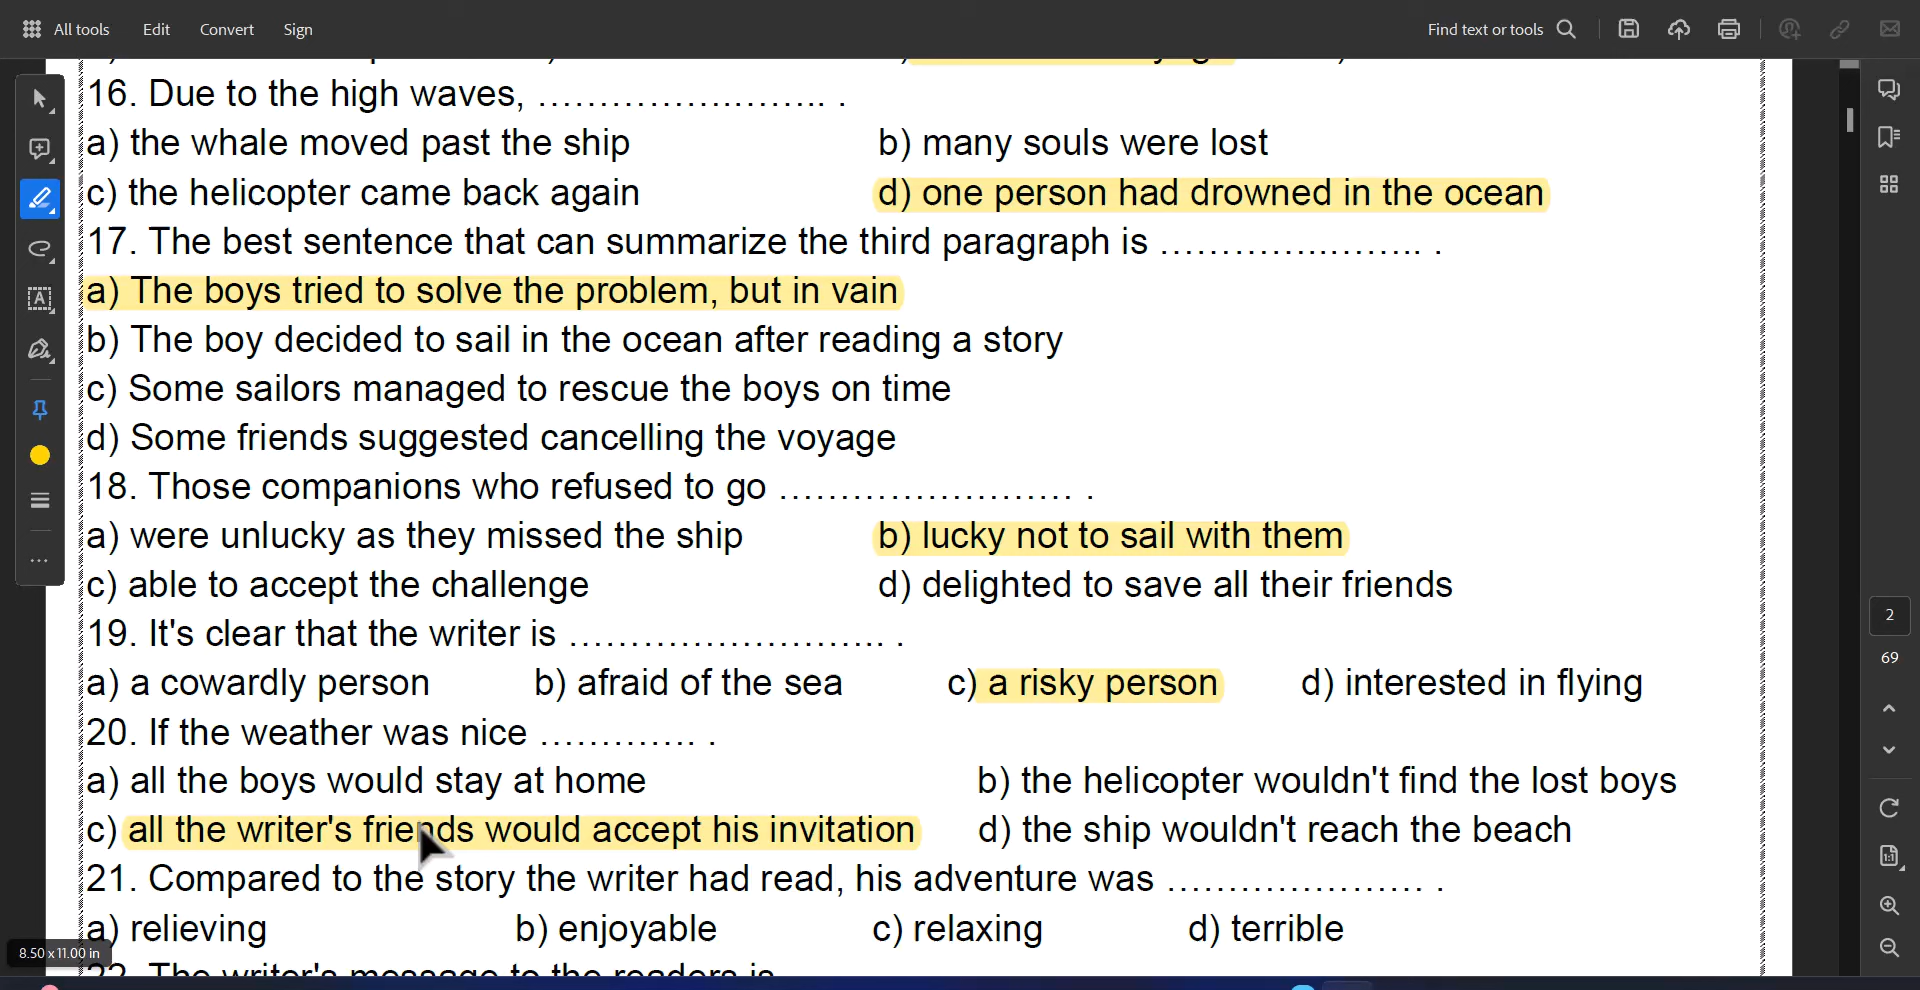 All tools Edit Convert Sign Find text or tools
16. Due to the high waves, ........................... .
a) the whale moved past the ship b) many souls were lost
c) the helicopter came back again d) one person had drowned in the ocean
17. The best sentence that can summarize the third paragraph is ......................... .
a) The boys tried to solve the problem, but in vain
b) The boy decided to sail in the ocean after reading a story
c) Some sailors managed to rescue the boys on time
d) Some friends suggested cancelling the voyage
18. Those companions who refused to go ........................... .
a) were unlucky as they missed the ship b) lucky not to sail with them
c) able to accept the challenge d) delighted to save all their friends
19. It's clear that the writer is ............................ .
a) a cowardly person b) afraid of the sea c) a risky person d) interested in flying
20. If the weather was nice .............. .
a) all the boys would stay at home b) the helicopter wouldn't find the lost boys
c) all the writer's friends would accept his invitation d) the ship wouldn't reach the beach
21. Compared to the story the writer had read, his adventure was ...................... .
a) relieving b) enjoyable c) relaxing d) terrible
22. The writer's message to the readers is
8.50 x 11.00 in
2
69